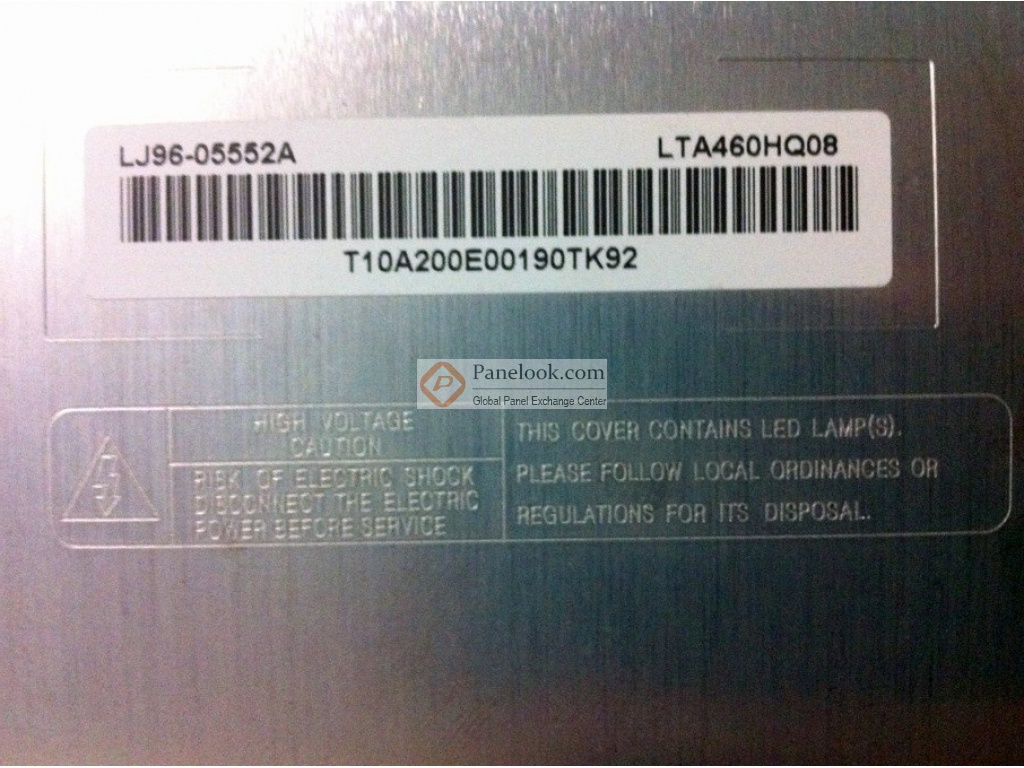 LJ96-05552A LTA460HQ08
T10A200E00190TK92
Panelook.com
Global Panel Exchange Center
HIGH VOLTAGE
CAUTION
RISK OF ELECTRIC SHOCK
DISCONNECT THE ELECTRIC
POWER BEFORE SERVICE
THIS COVER CONTAINS LED LAMP(S).
PLEASE FOLLOW LOCAL ORDINANCES OR
REGULATIONS FOR ITS DISPOSAL.